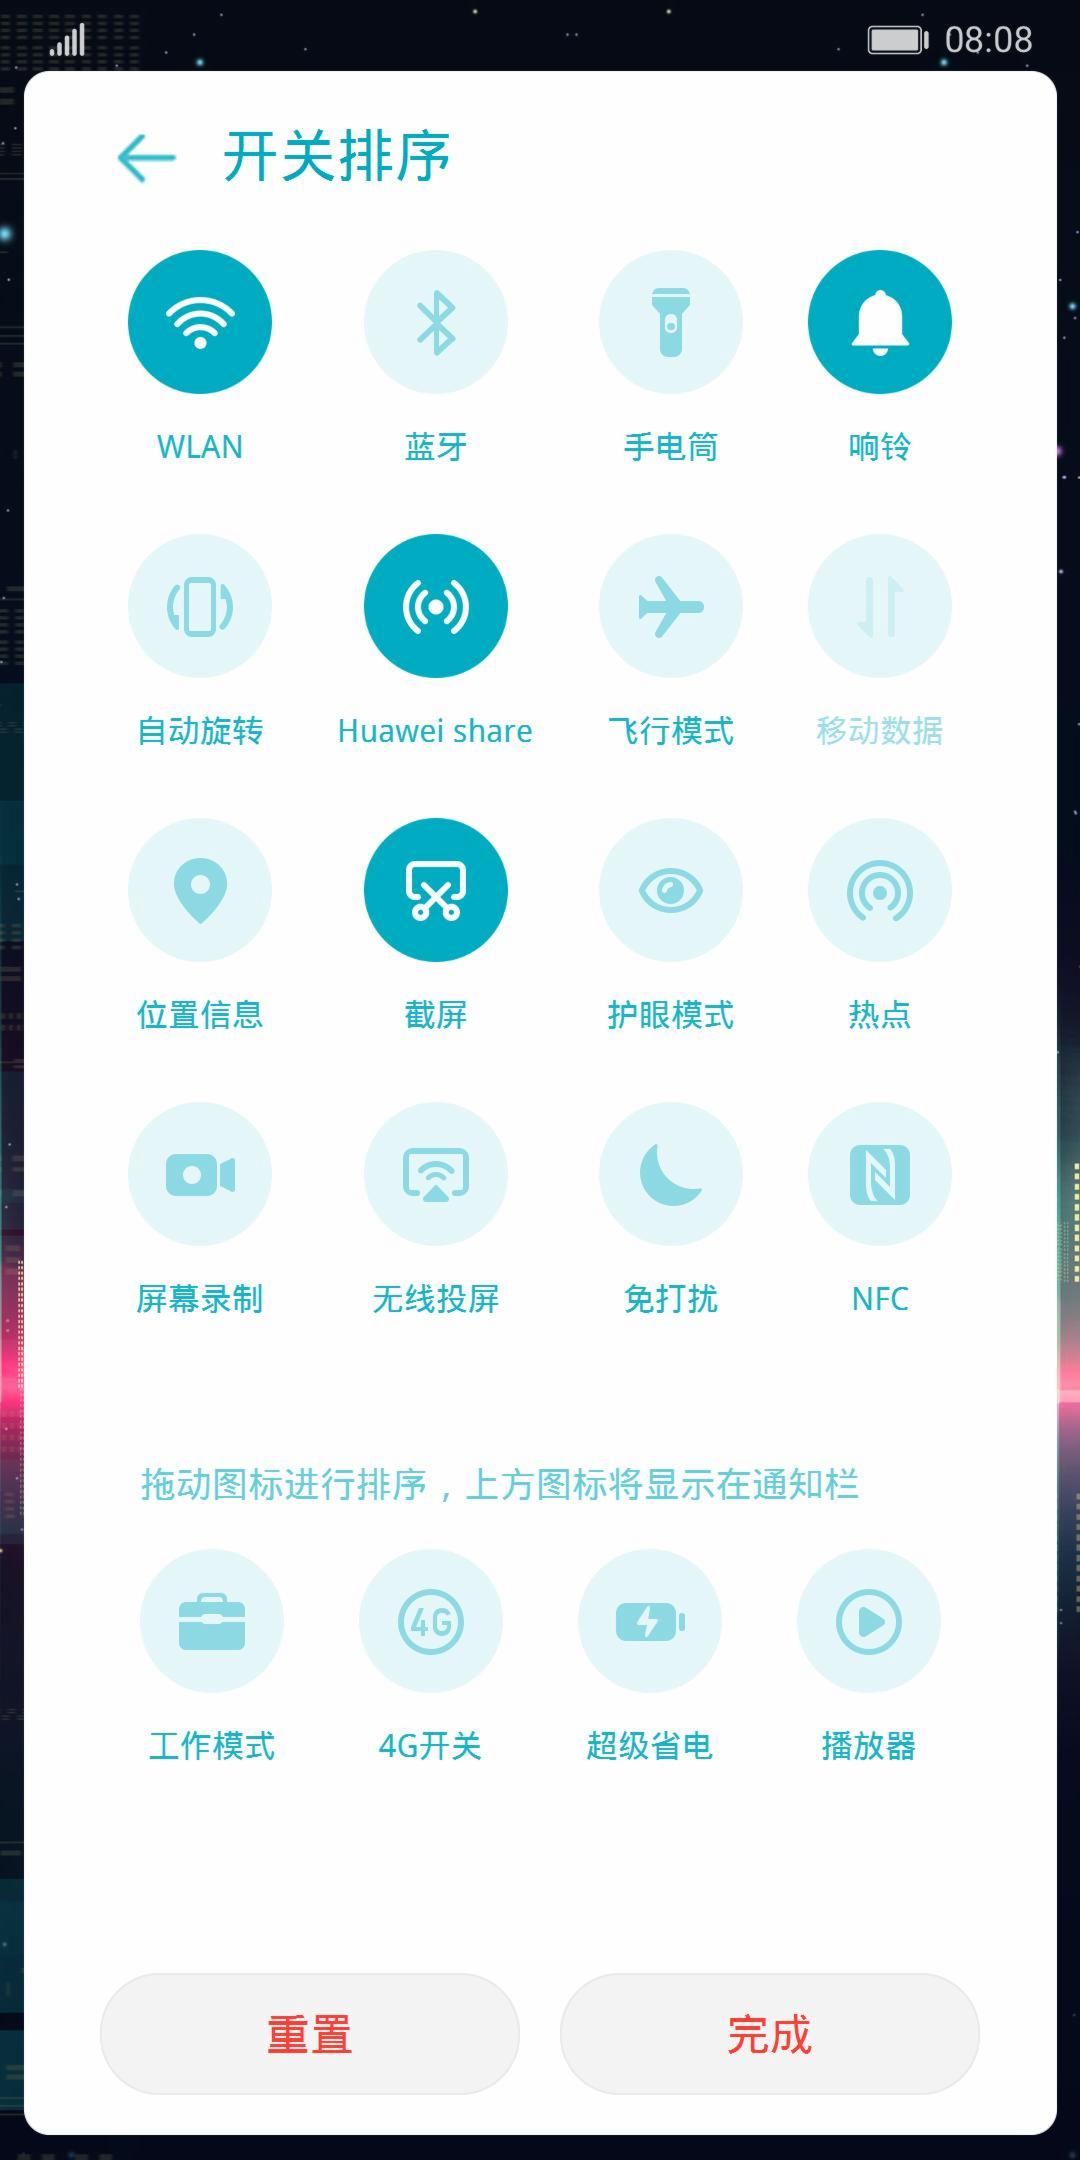 08:08
开关排序
WLAN 蓝牙 手电筒 响铃
自动旋转 Huawei share 飞行模式 移动数据
位置信息 截屏 护眼模式 热点
屏幕录制 无线投屏 免打扰 NFC
拖动图标进行排序，上方图标将显示在通知栏
4G
工作模式 4G开关 超级省电 播放器
重置 完成